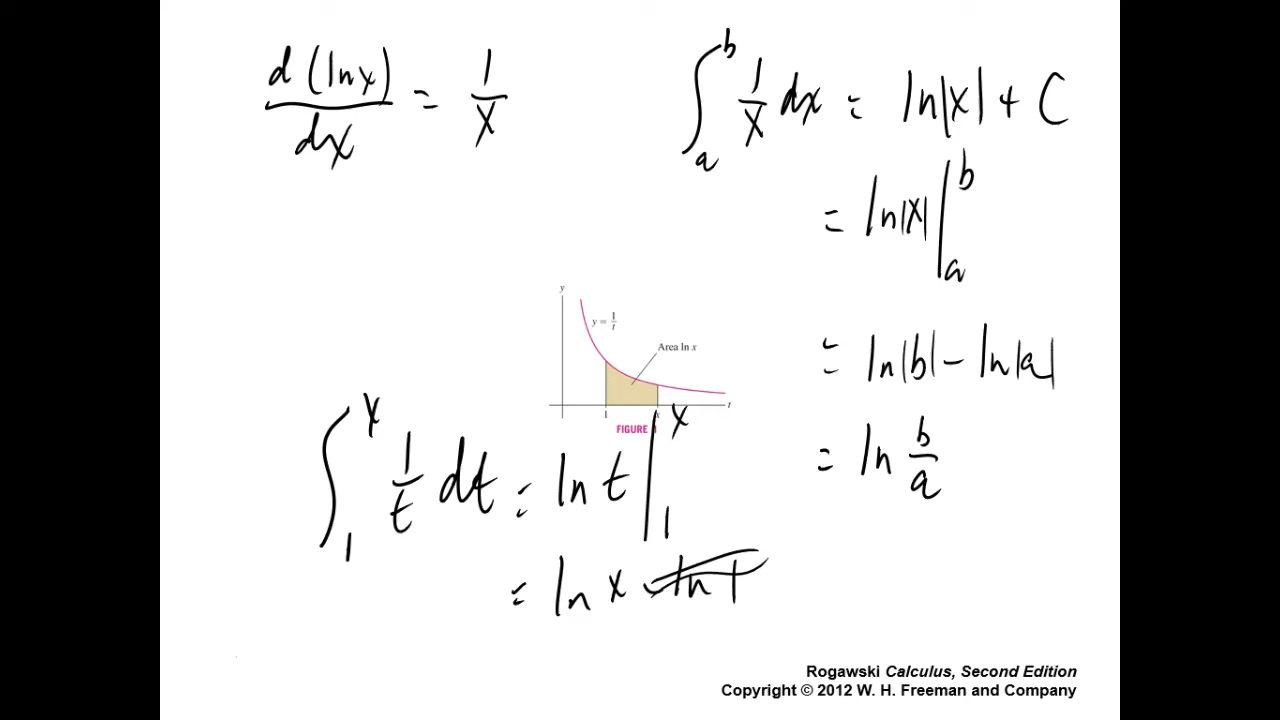 d(ln x)/dx = 1/x
∫_a^b 1/x dx = ln|x| + C
= ln|x| |_a^b
= ln|b| - ln|a|
= ln b/a
y
y = 1/t
Area ln x
1 x t
FIGURE
∫_1^x 1/t dt = ln t |_1^x
= ln x - ln 1
Rogawski Calculus, Second Edition
Copyright © 2012 W. H. Freeman and Company